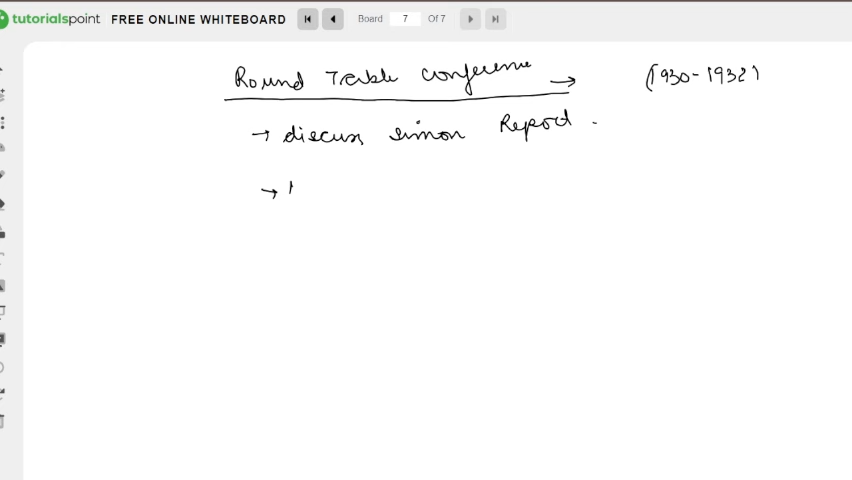 tutorialspoint FREE ONLINE WHITEBOARD Board 7 Of 7
Round Table Conference → (1930-1932)
→ discuss simon Report .
→